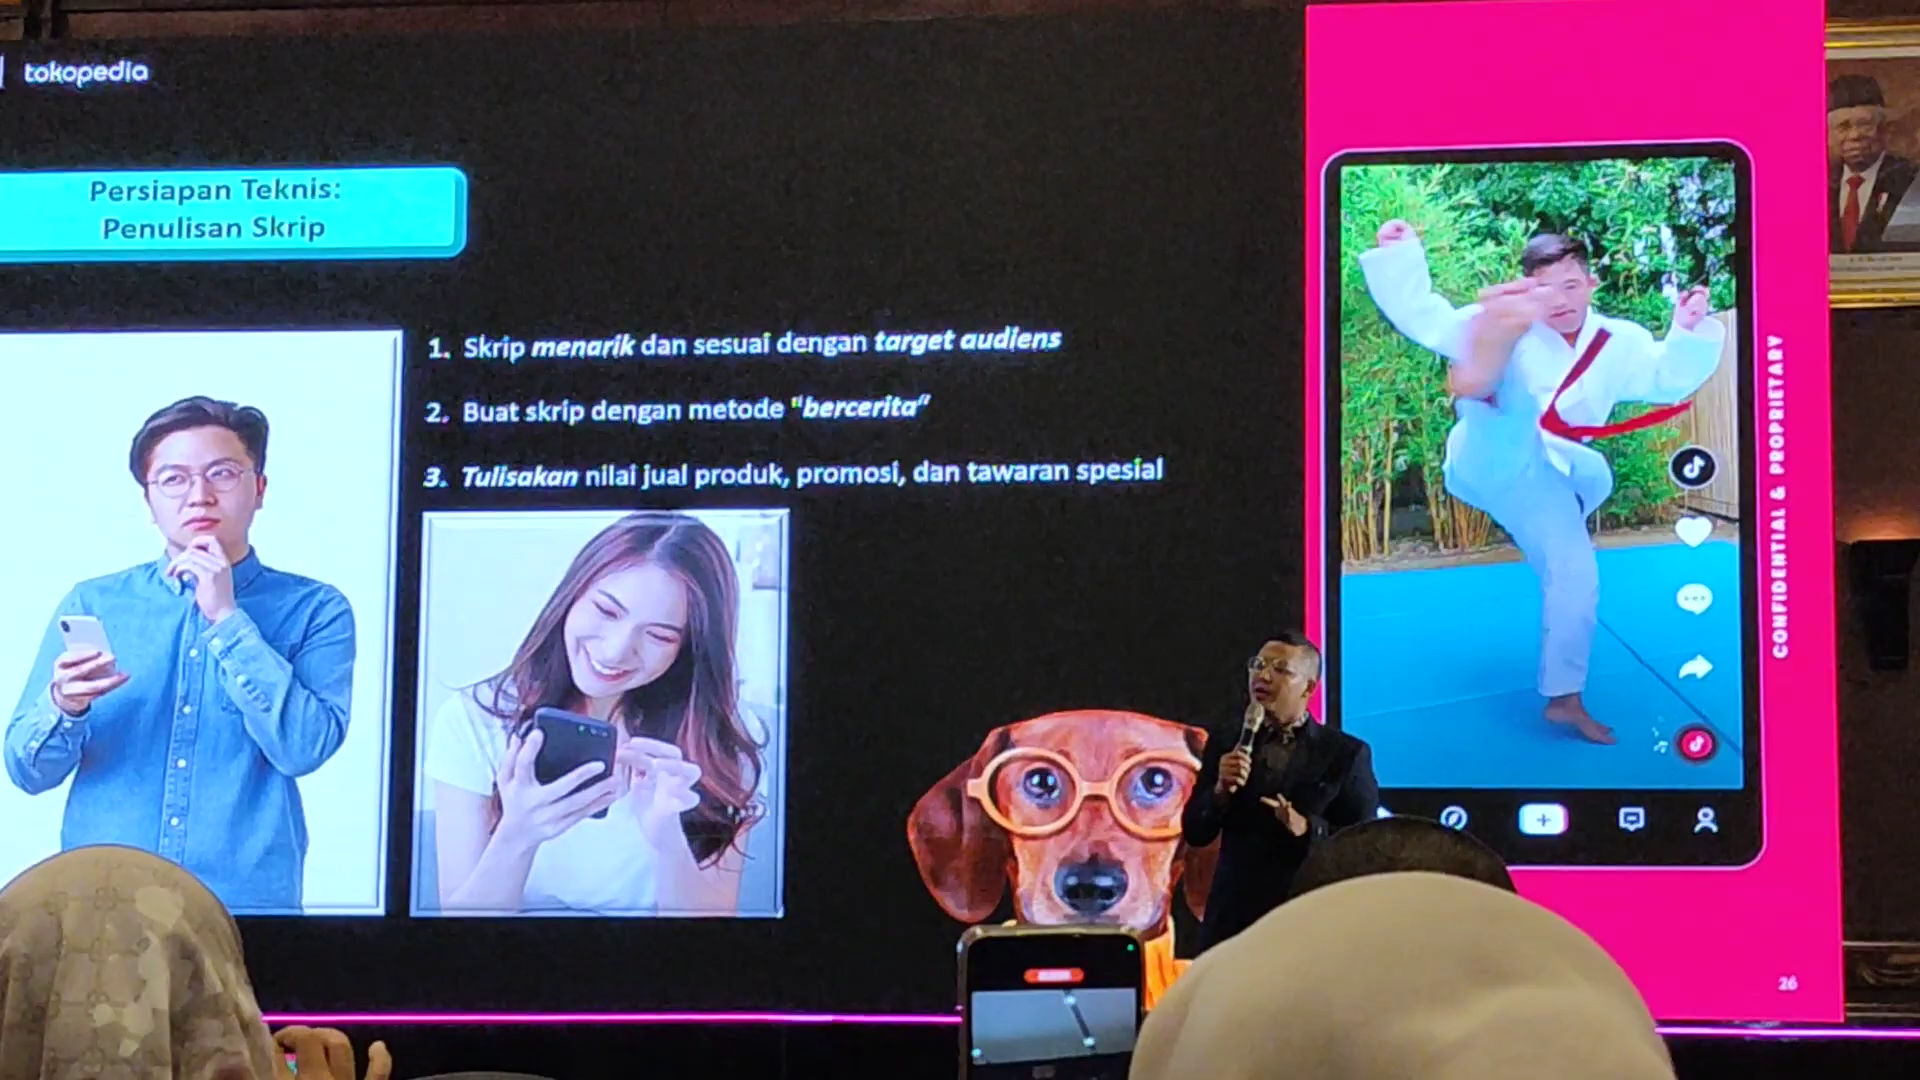 tokopedia
Persiapan Teknis:
Penulisan Skrip
1. Skrip menarik dan sesuai dengan target audiens
2. Buat skrip dengan metode "bercerita"
3. Tulisakan nilai jual produk, promosi, dan tawaran spesial
CONFIDENTIAL & PROPRIETARY
26